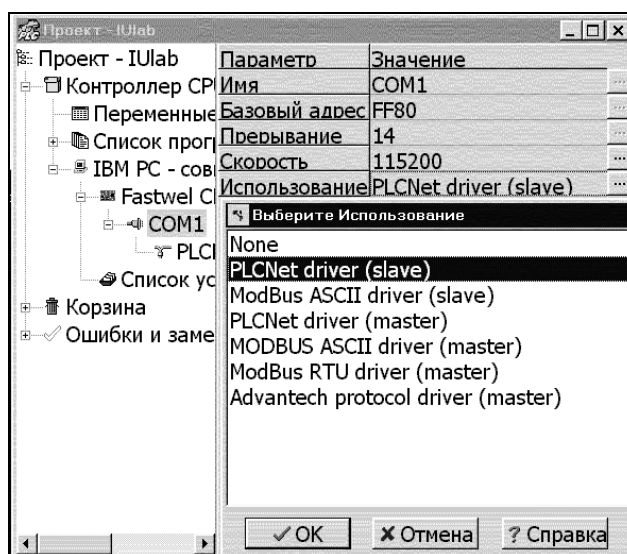 Проект - IUlab
Проект - IUlab
Контроллер CPU
Переменные
Список прог
IBM PC - сов
Fastwel C
COM1
PLC
Список ус
Корзина
Ошибки и заме
Параметр Значение
Имя COM1 ...
Базовый адрес FF80 ...
Прерывание 14 ...
Скорость 115200 ...
Использование PLCNet driver (slave) ...
Выберите Использование
None
PLCNet driver (slave)
ModBus ASCII driver (slave)
PLCNet driver (master)
MODBUS ASCII driver (master)
ModBus RTU driver (master)
Advantech protocol driver (master)
OK Отмена ? Справка